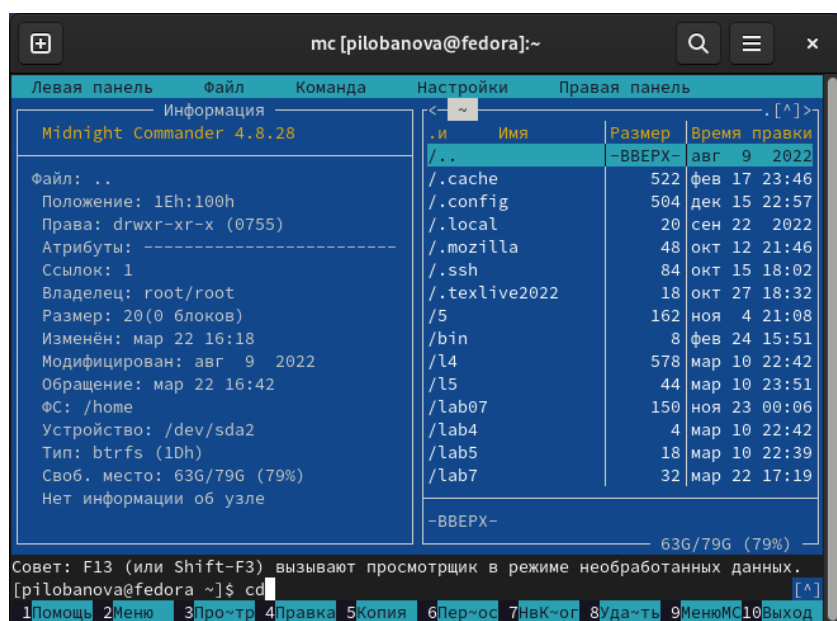 mc [pilobanova@fedora]:~
Левая панель Файл Команда Настройки Правая панель
Информация
Midnight Commander 4.8.28
Файл: ..
Положение: 1Eh:100h
Права: drwxr-xr-x (0755)
Атрибуты: --------------------------
Ссылок: 1
Владелец: root/root
Размер: 20(0 блоков)
Изменён: мар 22 16:18
Модифицирован: авг 9 2022
Обращение: мар 22 16:42
ФС: /home
Устройство: /dev/sda2
Тип: btrfs (1Dh)
Своб. место: 63G/79G (79%)
Нет информации об узле
<─ ~ .[^]>
.и Имя Размер Время правки
/.. -ВВЕРХ- авг 9 2022
/.cache 522 фев 17 23:46
/.config 504 дек 15 22:57
/.local 20 сен 22 2022
/.mozilla 48 окт 12 21:46
/.ssh 84 окт 15 18:02
/.texlive2022 18 окт 27 18:32
/5 162 ноя 4 21:08
/bin 8 фев 24 15:51
/l4 578 мар 10 22:42
/l5 44 мар 10 23:51
/lab07 150 ноя 23 00:06
/lab4 4 мар 10 22:42
/lab5 18 мар 10 22:39
/lab7 32 мар 22 17:19
-ВВЕРХ-
63G/79G (79%)
Совет: F13 (или Shift-F3) вызывают просмотрщик в режиме необработанных данных.
[pilobanova@fedora ~]$ cd [^]
1Помощь 2Меню 3Про~тр 4Правка 5Копия 6Пер~ос 7НвК~ог 8Уда~ть 9МенюMC10Выход